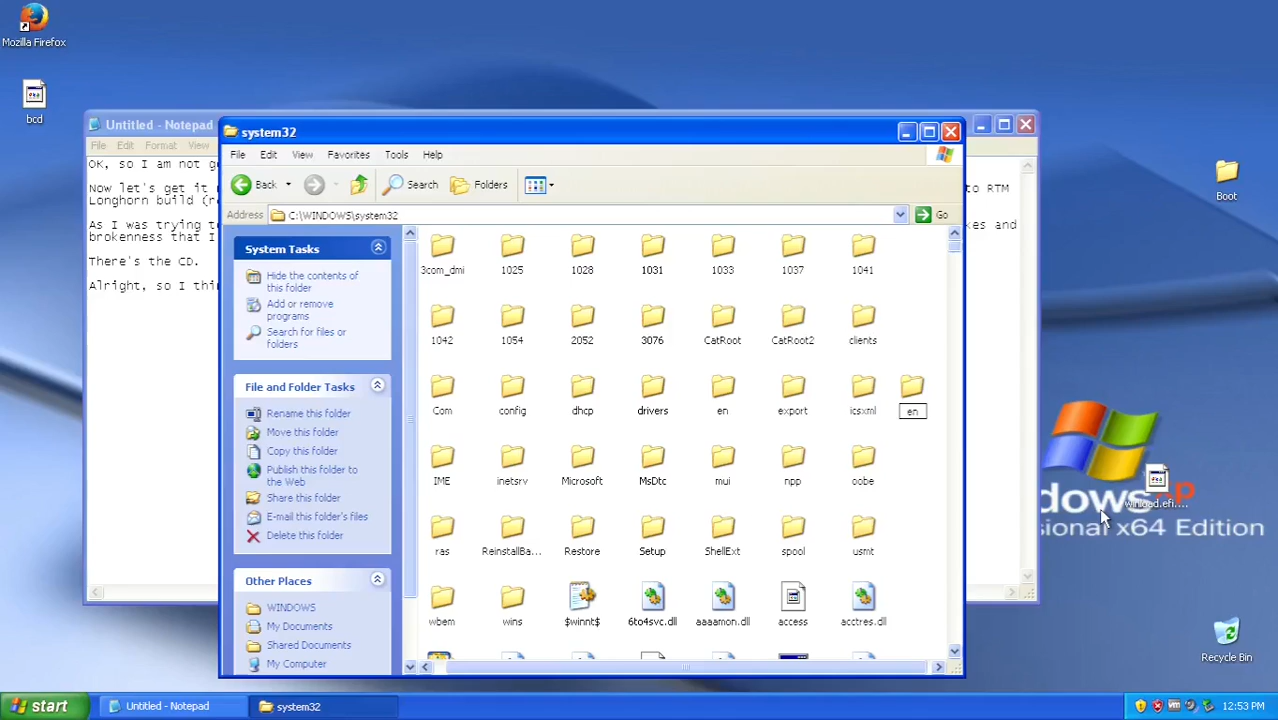 Mozilla Firefox
bcd
Untitled - Notepad
File Edit Format View
OK, so I am not
Now let's get it
to RTM
Longhorn build
As I was trying
kes and
brokenness that I
There's the CD.
Alright, so I
system32
File Edit View Favorites Tools Help
Back Search Folders
Address C:\WINDOWS\system32 Go
System Tasks
Hide the contents of
this folder
Add or remove
programs
Search for files or
folders
File and Folder Tasks
Rename this folder
Move this folder
Copy this folder
Publish this folder to
the Web
Share this folder
E-mail this folder's files
Delete this folder
Other Places
WINDOWS
My Documents
Shared Documents
My Computer
3com_dmi 1025 1028 1031 1033 1037 1041
1042 1054 2052 3076 CatRoot CatRoot2 clients
Com config dhcp drivers en export icsxml en
IME inetsrv Microsoft MsDtc mui npp oobe
ras ReinstallBa... Restore Setup ShellExt spool usmt
wbem wins $winnt$ 6to4svc.dll aaaamon.dll access acctres.dll
Boot
dows xp
winload.efi....
sional x64 Edition
Recycle Bin
start Untitled - Notepad system32 12:53 PM